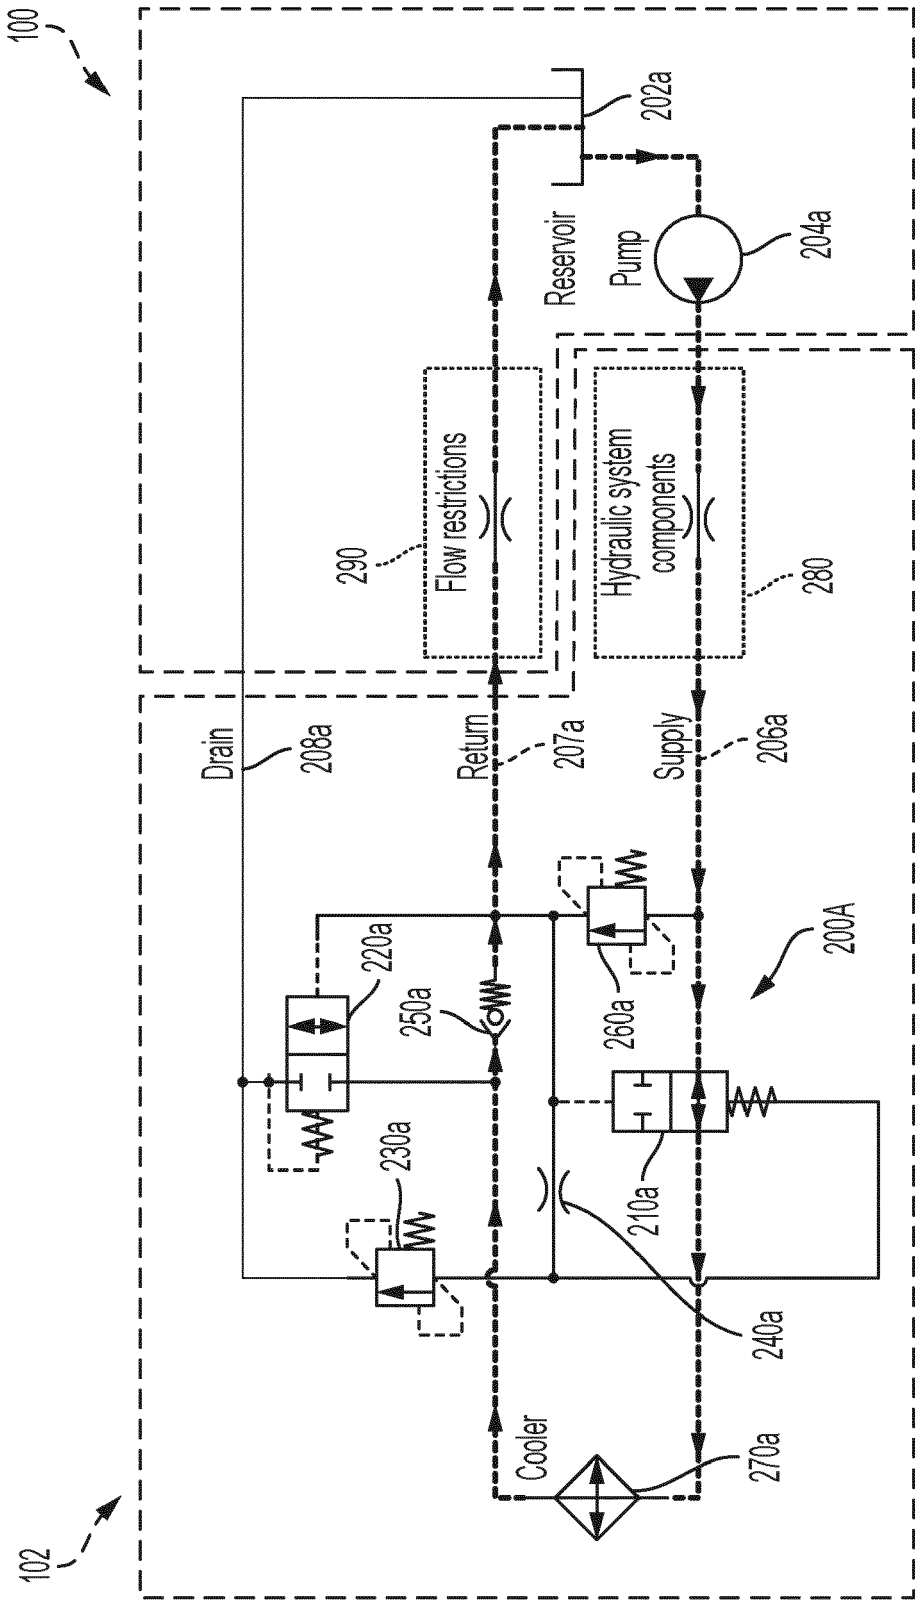 100
102
202a
Reservoir
Pump
204a
290
Flow restrictions
Hydraulic system
components
280
Drain
208a
Return
207a
Supply
206a
220a
250a
260a
200A
230a
210a
240a
Cooler
270a